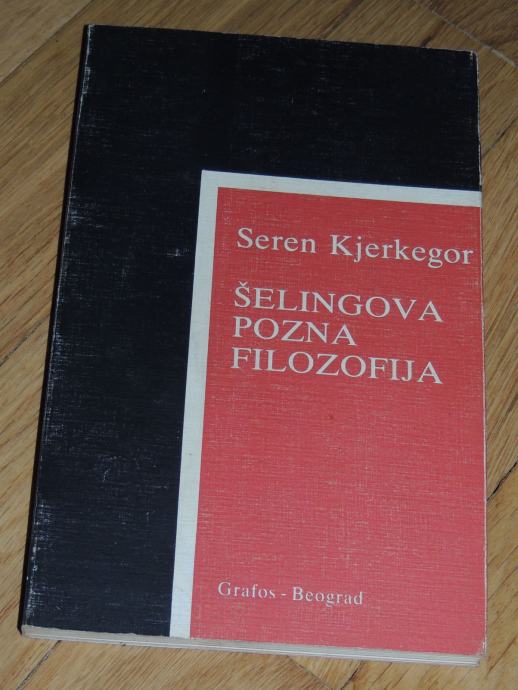 Seren Kjerkegor
ŠELINGOVA
POZNA
FILOZOFIJA
Grafos - Beograd